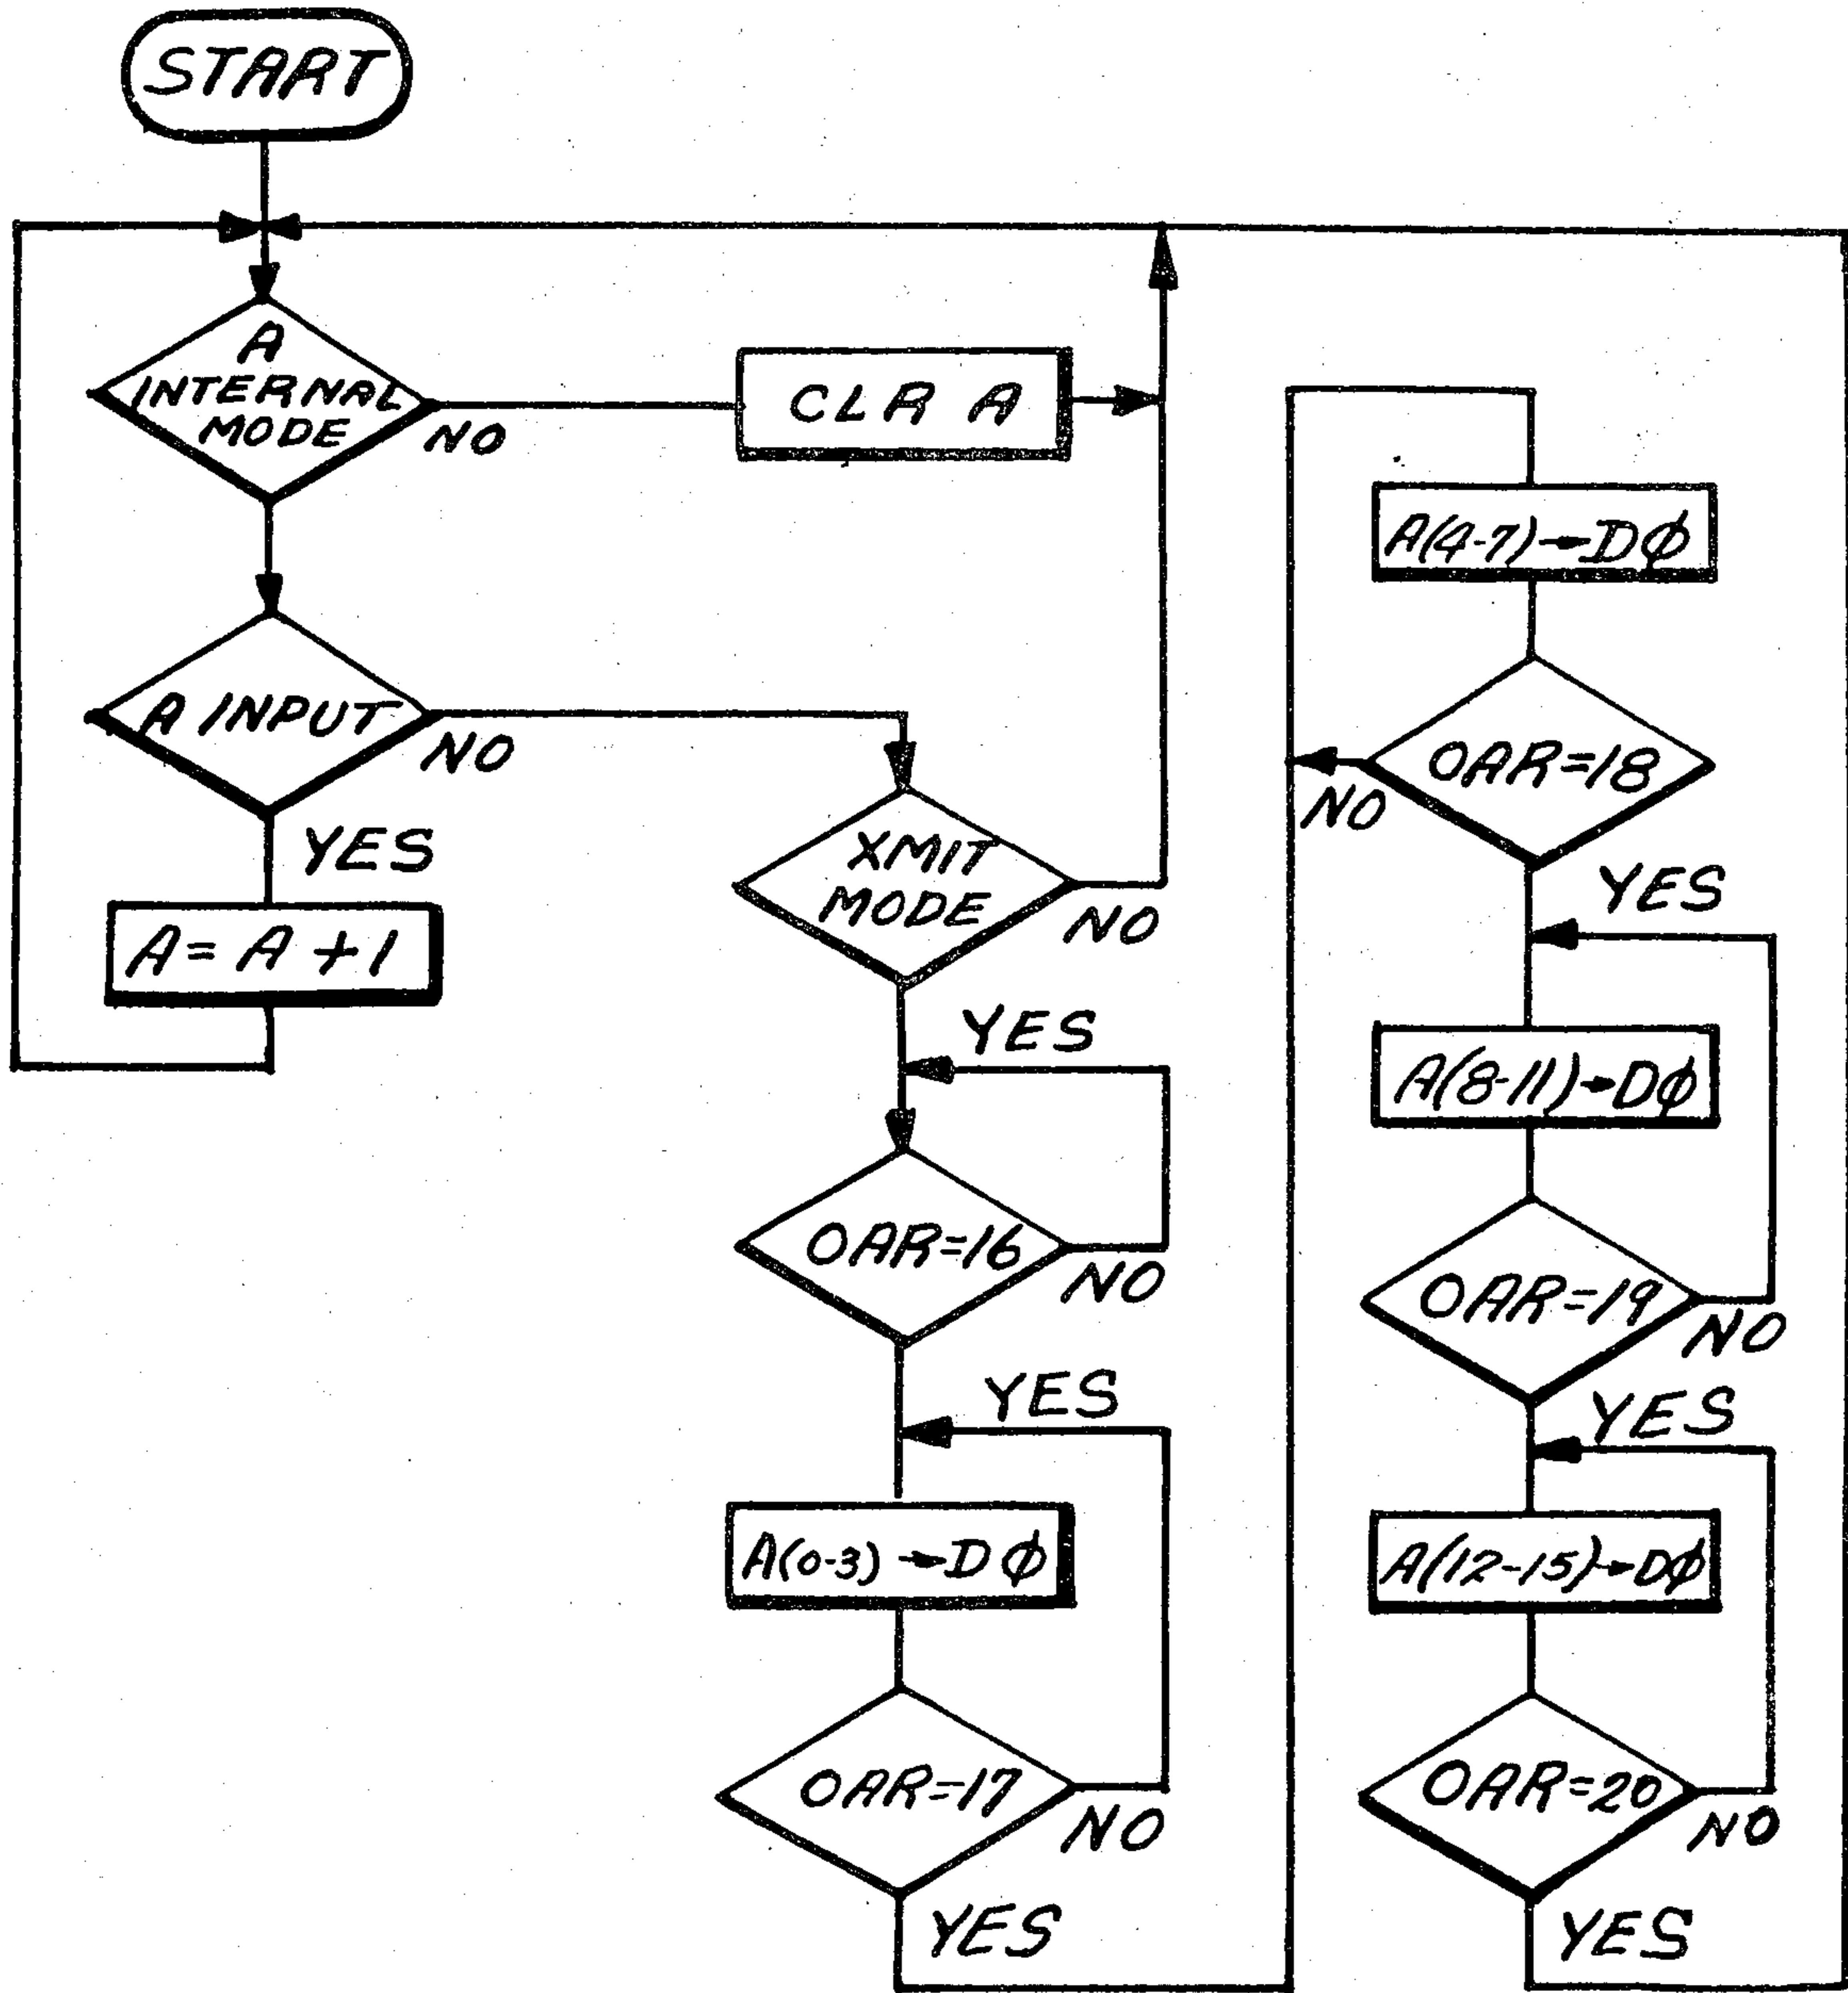 START
A
INTERNAL
MODE
NO
CLR A
A INPUT
NO
YES
A = A + 1
XMIT
MODE
NO
YES
OAR=16
NO
YES
A(0-3)→DΦ
OAR=17
NO
YES
A(4-7)→DΦ
OAR=18
NO
YES
A(8-11)→DΦ
OAR=19
NO
YES
A(12-15)→DΦ
OAR=20
NO
YES